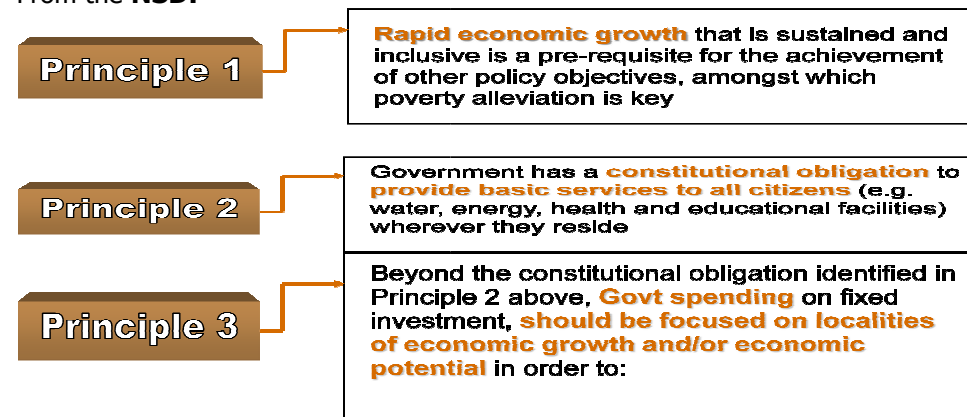 From the NSDP
Principle 1
Rapid economic growth that is sustained and
inclusive is a pre-requisite for the achievement
of other policy objectives, amongst which
poverty alleviation is key
Principle 2
Government has a constitutional obligation to
provide basic services to all citizens (e.g.
water, energy, health and educational facilities)
wherever they reside
Principle 3
Beyond the constitutional obligation identified in
Principle 2 above, Govt spending on fixed
investment, should be focused on localities
of economic growth and/or economic
potential in order to: